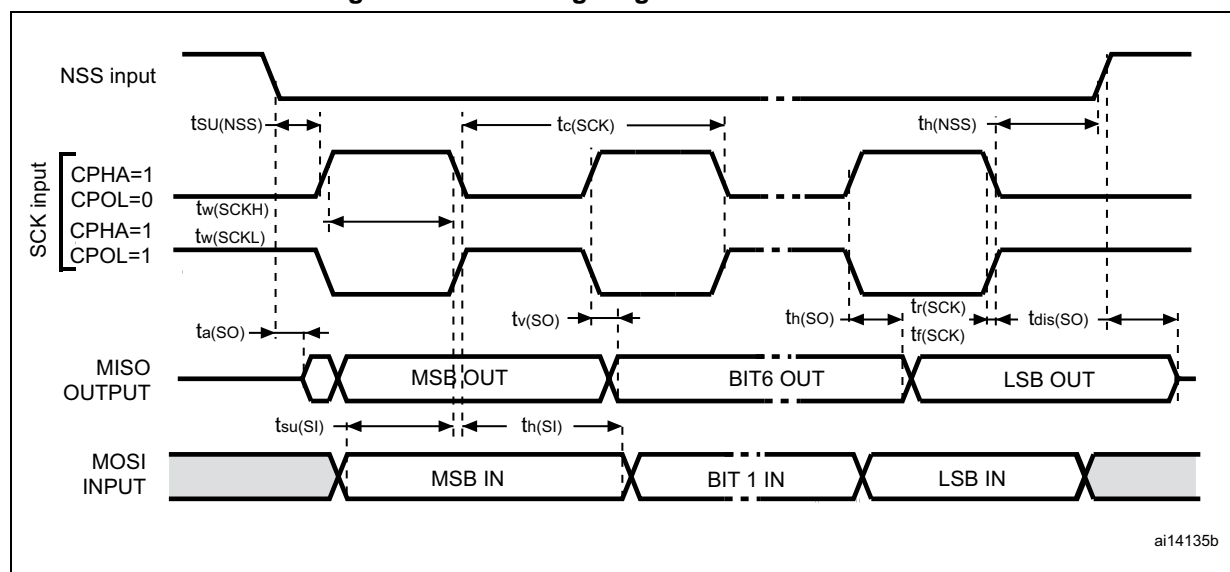 NSS input
tSU(NSS)
tc(SCK)
th(NSS)
SCK input
CPHA=1
CPOL=0
tw(SCKH)
CPHA=1
tw(SCKL)
CPOL=1
ta(SO)
tv(SO)
th(SO)
tr(SCK)
tf(SCK)
tdis(SO)
MISO
OUTPUT
MSB OUT
BIT6 OUT
LSB OUT
tsu(SI)
th(SI)
MOSI
INPUT
MSB IN
BIT 1 IN
LSB IN
ai14135b